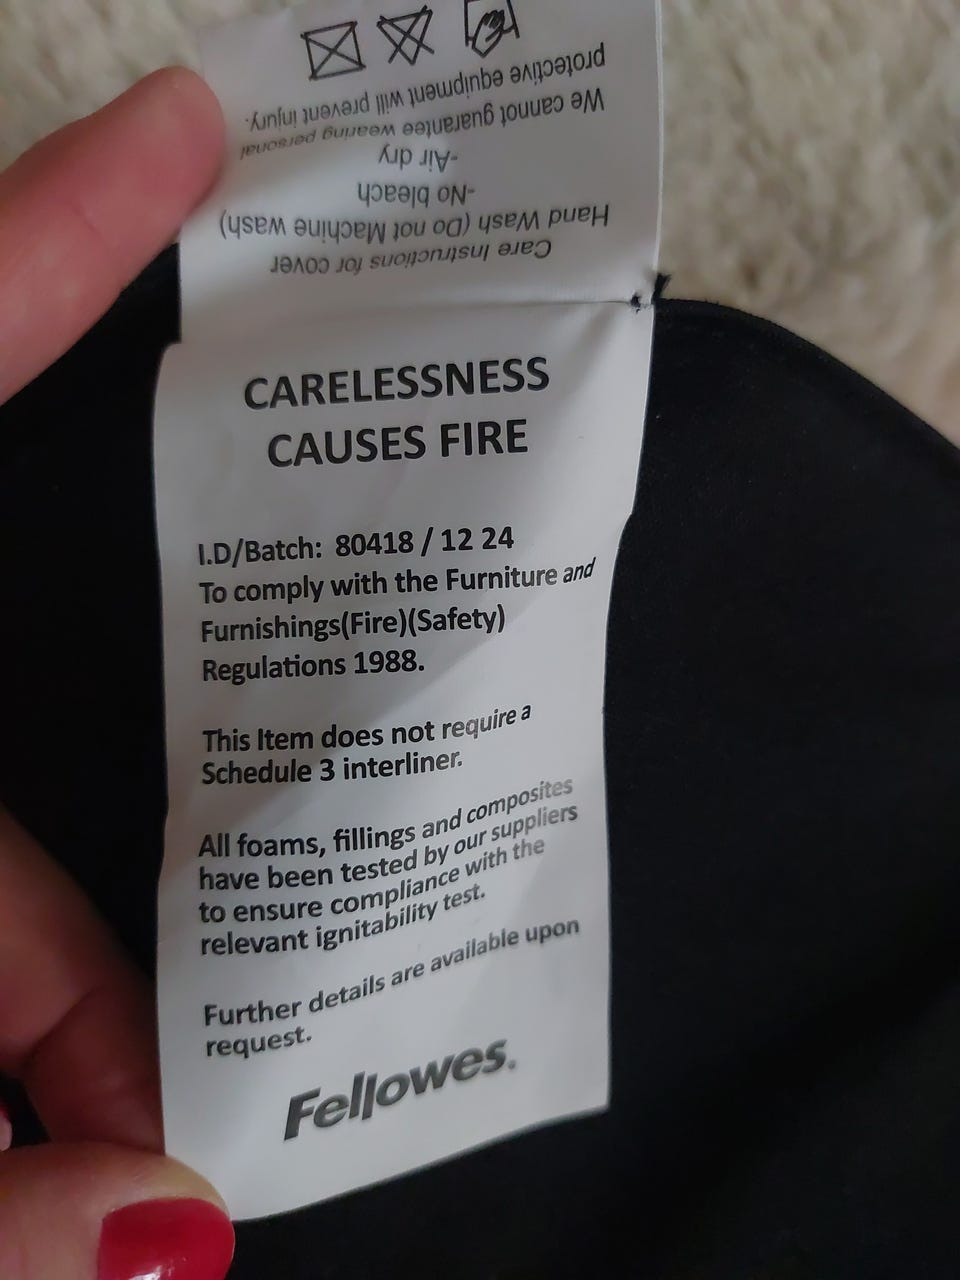 Care Instructions for cover
Hand Wash (Do not Machine wash)
-No bleach
-Air dry
We cannot guarantee wearing personal
protective equipment will prevent injury.
CARELESSNESS
CAUSES FIRE
I.D/Batch: 80418 / 12 24
To comply with the Furniture and
Furnishings(Fire)(Safety)
Regulations 1988.
This Item does not require a
Schedule 3 interliner.
All foams, fillings and composites
have been tested by our suppliers
to ensure compliance with the
relevant ignitability test.
Further details are available upon
request.
Fellowes.